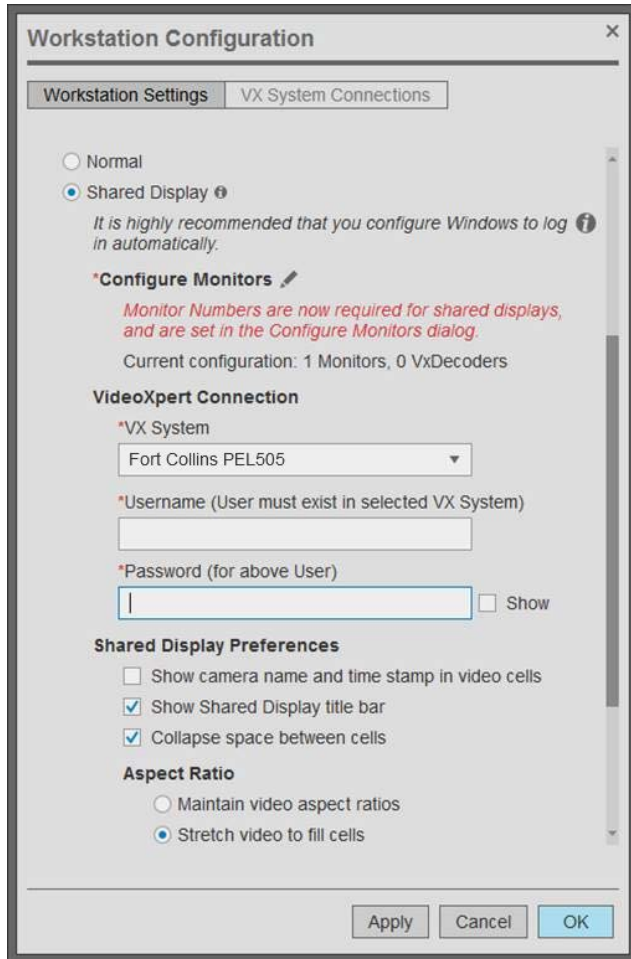 Workstation Configuration
Workstation Settings
VX System Connections
Normal
Shared Display
It is highly recommended that you configure Windows to log
in automatically.
*Configure Monitors
Monitor Numbers are now required for shared displays,
and are set in the Configure Monitors dialog.
Current configuration: 1 Monitors, 0 VxDecoders
VideoXpert Connection
*VX System
Fort Collins PEL505
*Username (User must exist in selected VX System)
*Password (for above User)
Show
Shared Display Preferences
Show camera name and time stamp in video cells
Show Shared Display title bar
Collapse space between cells
Aspect Ratio
Maintain video aspect ratios
Stretch video to fill cells
Apply
Cancel
OK